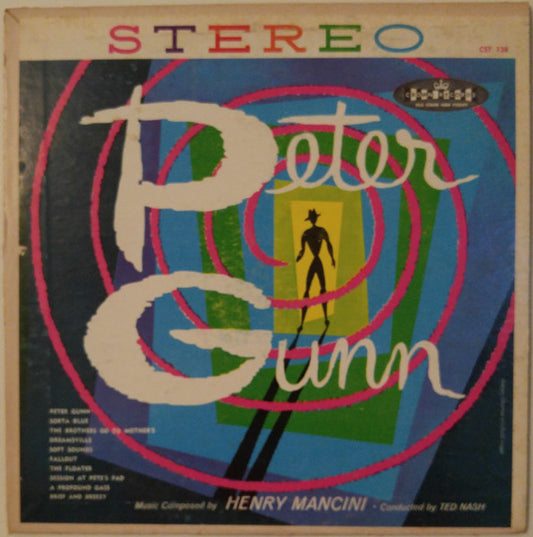 STEREO
CST 138
CROWN
Peter
Gunn
PETER GUNN
SORTA BLUE
THE BROTHERS GO TO MOTHER'S
DREAMSVILLE
SOFT SOUNDS
FALLOUT
THE FLOATER
SESSION AT PETE'S PAD
A PROFOUND GASS
BRIEF AND BREEZY
Music Composed by HENRY MANCINI - Conducted by TED NASH